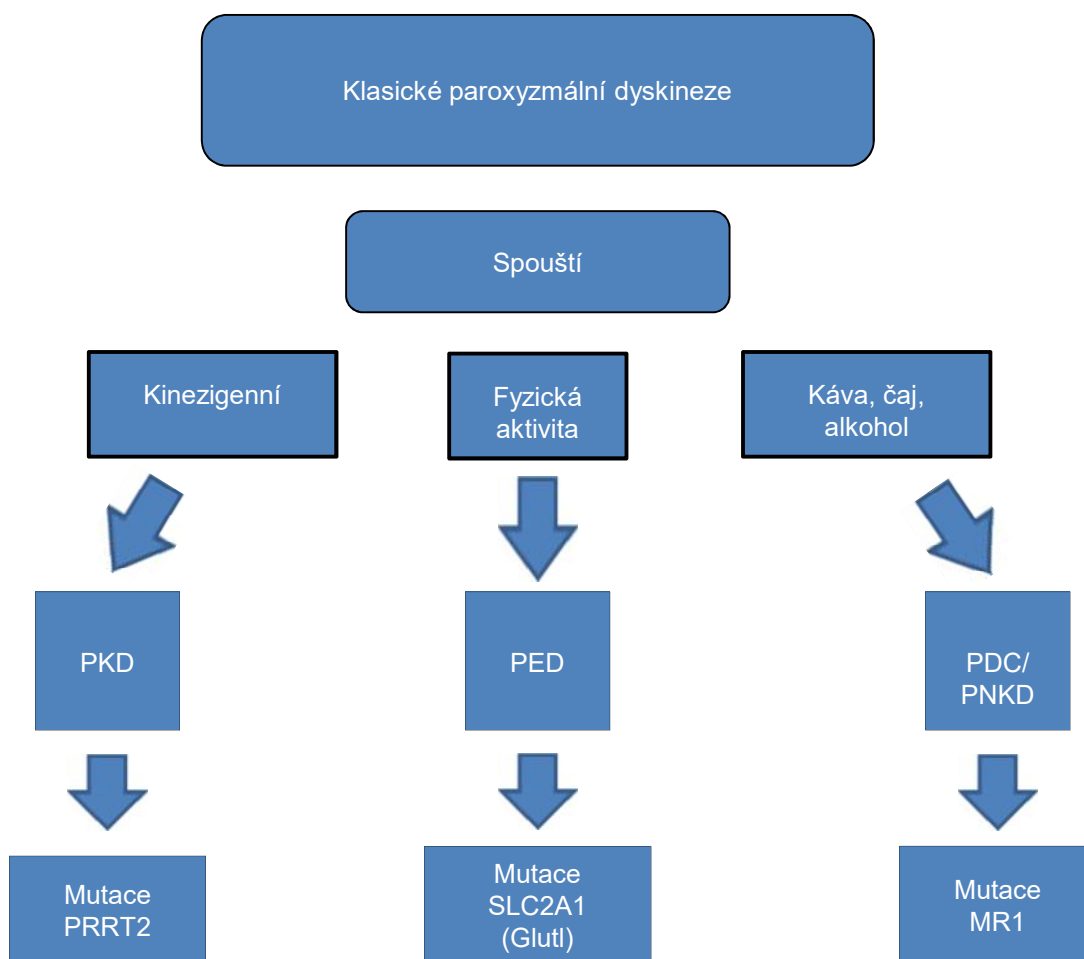 Klasické paroxyzmální dyskineze
Spouští
Kinezigenní
Fyzická
aktivita
Káva, čaj,
alkohol
PKD
PED
PDC/
PNKD
Mutace
PRRT2
Mutace
SLC2A1
(Glutl)
Mutace
MR1